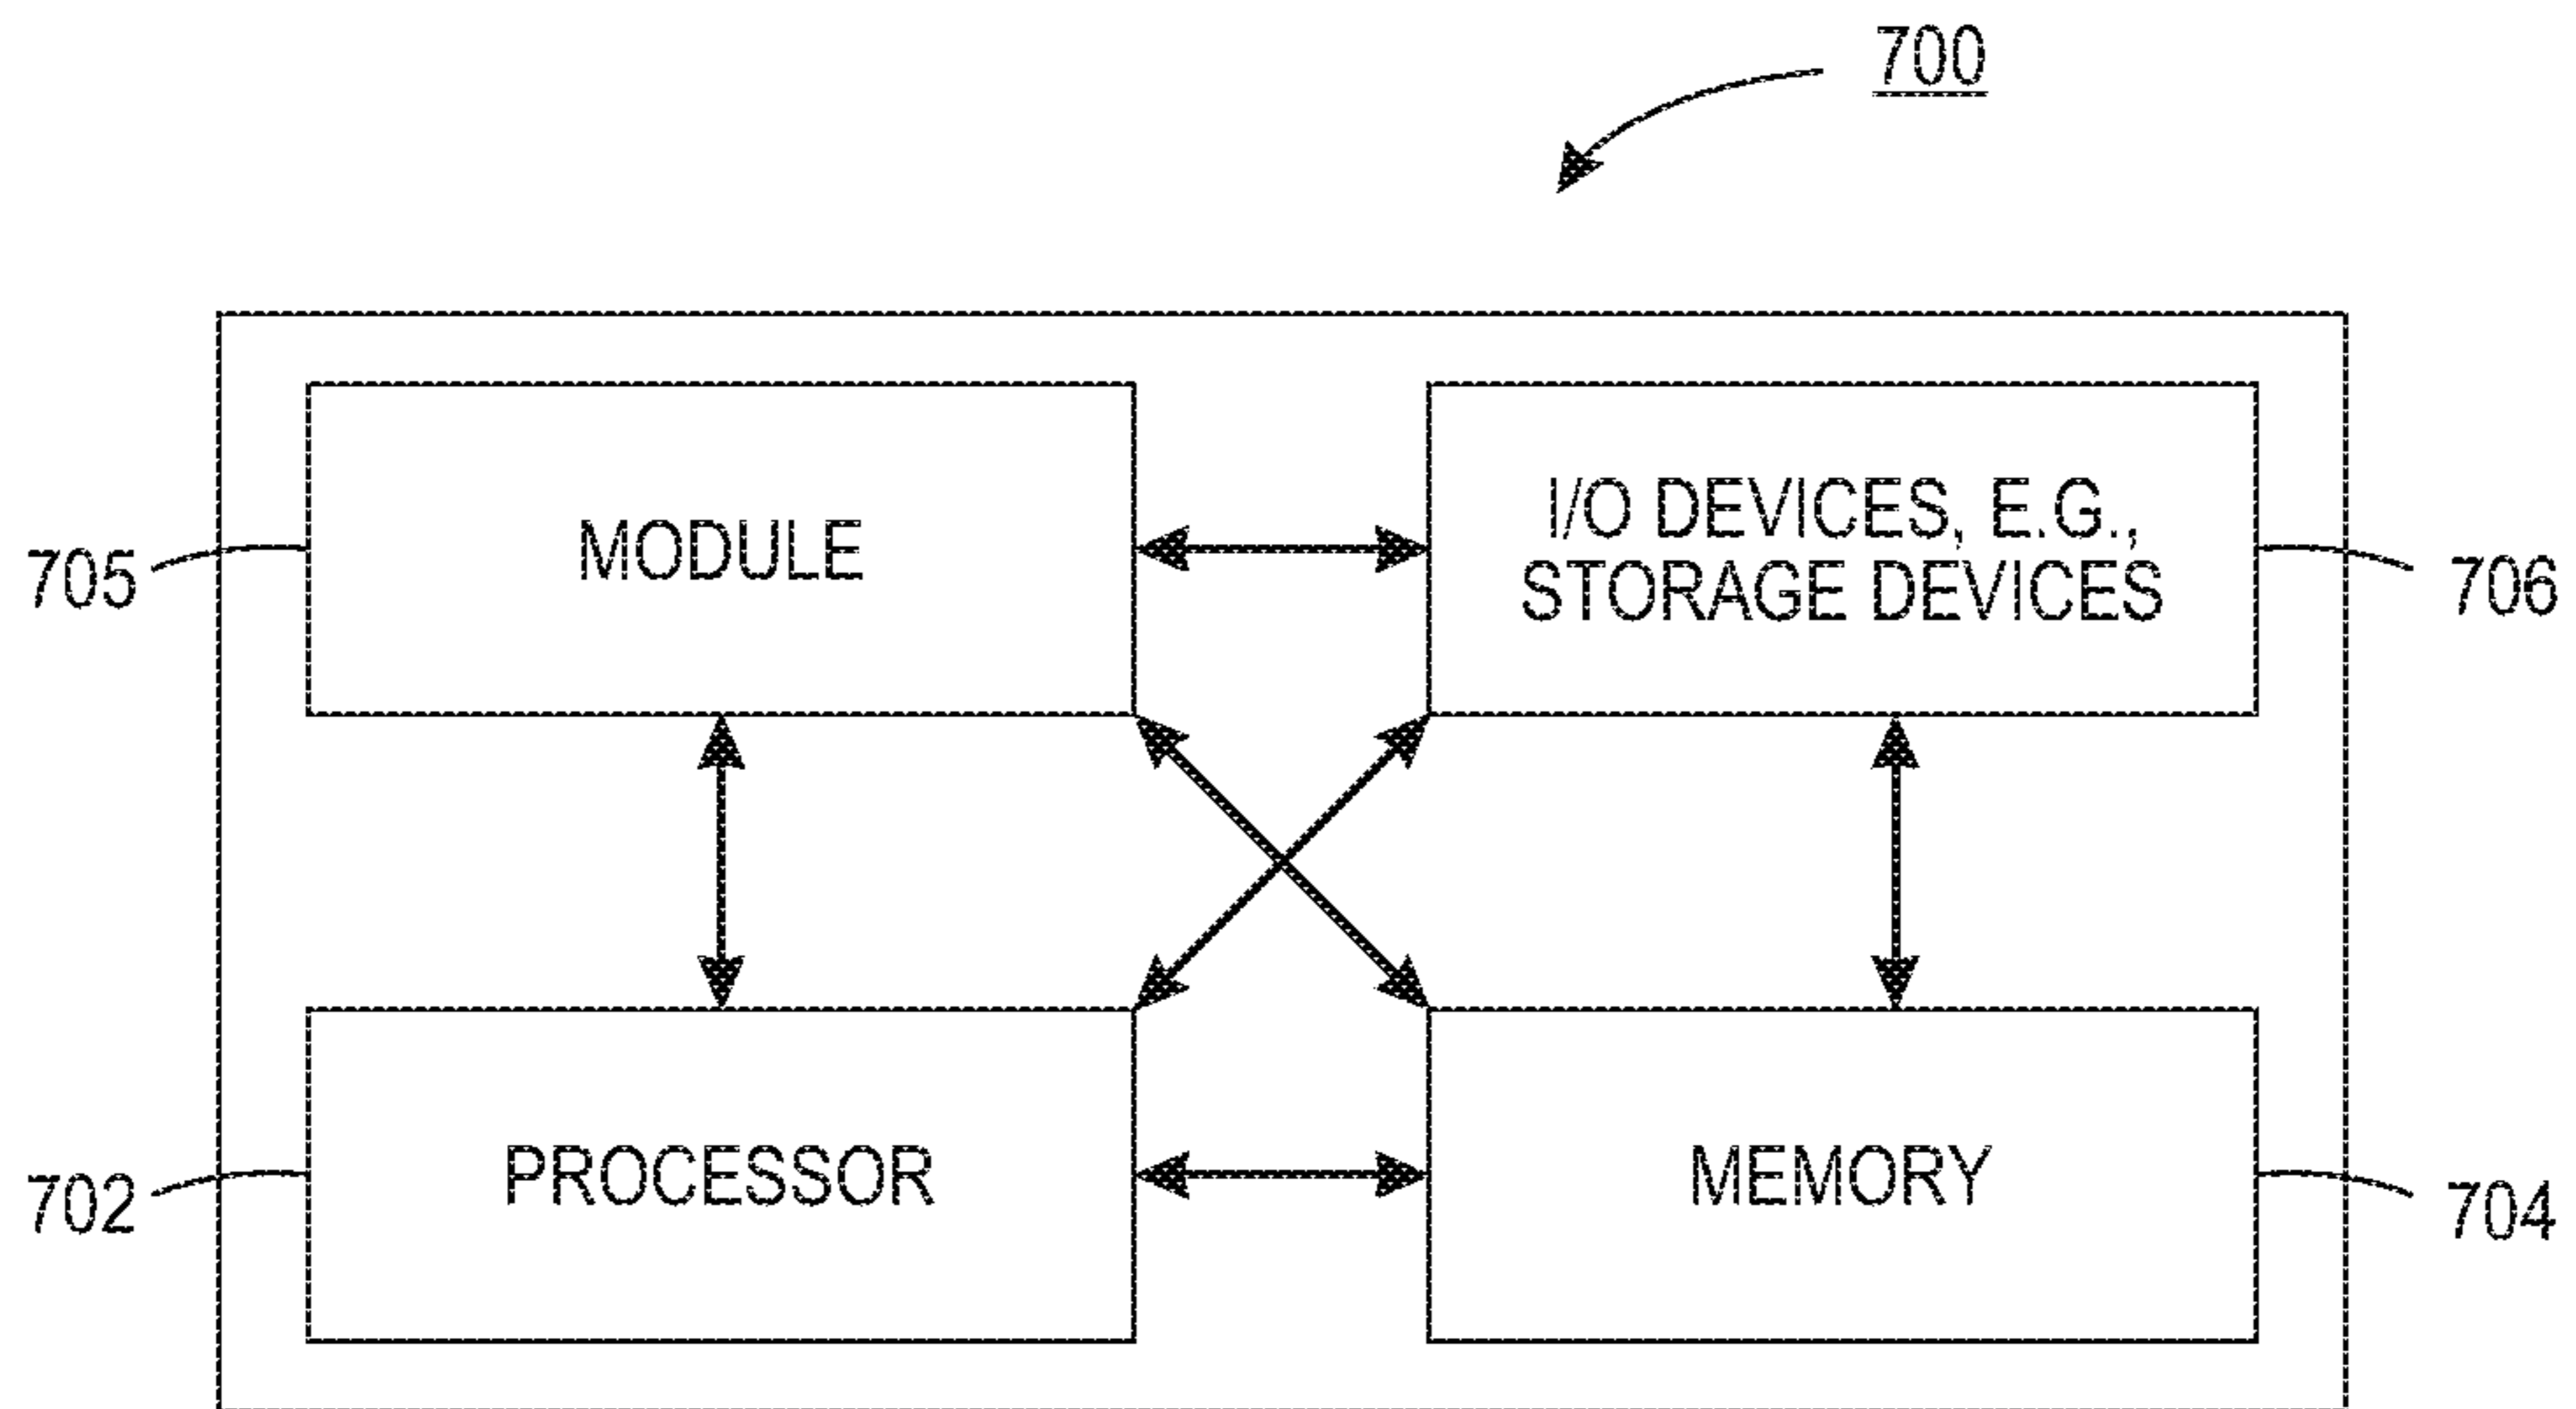 700
MODULE
I/O DEVICES, E.G.,
STORAGE DEVICES
705
706
PROCESSOR
MEMORY
702
704